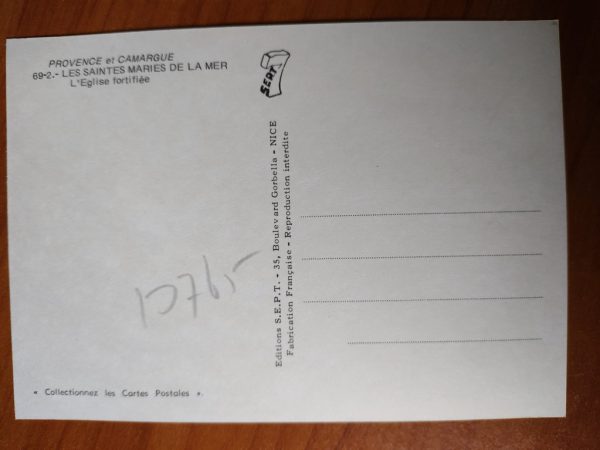 PROVENCE et CAMARGUE
69-2.- LES SAINTES MARIES DE LA MER
L'Eglise fortifiée
SEPT
Editions S.E.P.T. - 35, Boulevard Gorbella - NICE
Fabrication Française - Reproduction interdite
« Collectionnez les Cartes Postales ».